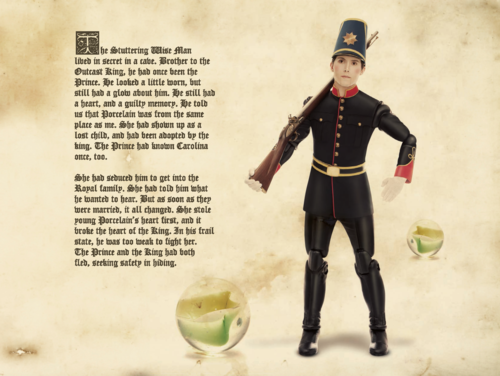 The Stuttering Wise Man
lived in secret in a cave. Brother to the
Outcast King, he had once been the
Prince. He looked a little worn, but
still had a glow about him. He still had
a heart, and a guilty memory. He told
us that Porcelain was from the same
place as me. She had shown up as a
lost child, and had been adopted by the
king. The Prince had known Carolina
once, too.
She had seduced him to get into the
Royal family. She had told him what
he wanted to hear. But as soon as they
were married, it all changed. She stole
young Porcelain's heart first, and it
broke the heart of the King. In his frail
state, he was too weak to fight her.
The Prince and the King had both
fled, seeking safety in hiding.